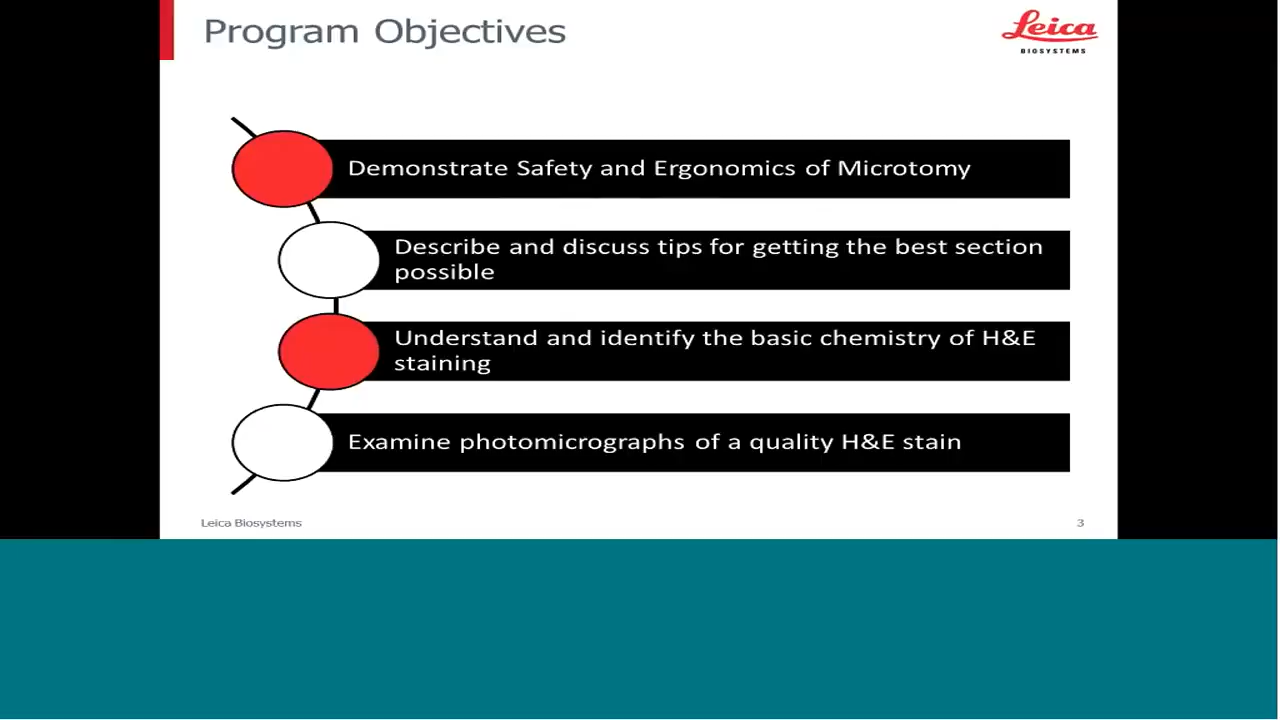 Program Objectives
Leica
BIOSYSTEMS
Demonstrate Safety and Ergonomics of Microtomy
Describe and discuss tips for getting the best section
possible
Understand and identify the basic chemistry of H&E
staining
Examine photomicrographs of a quality H&E stain
Leica Biosystems
3